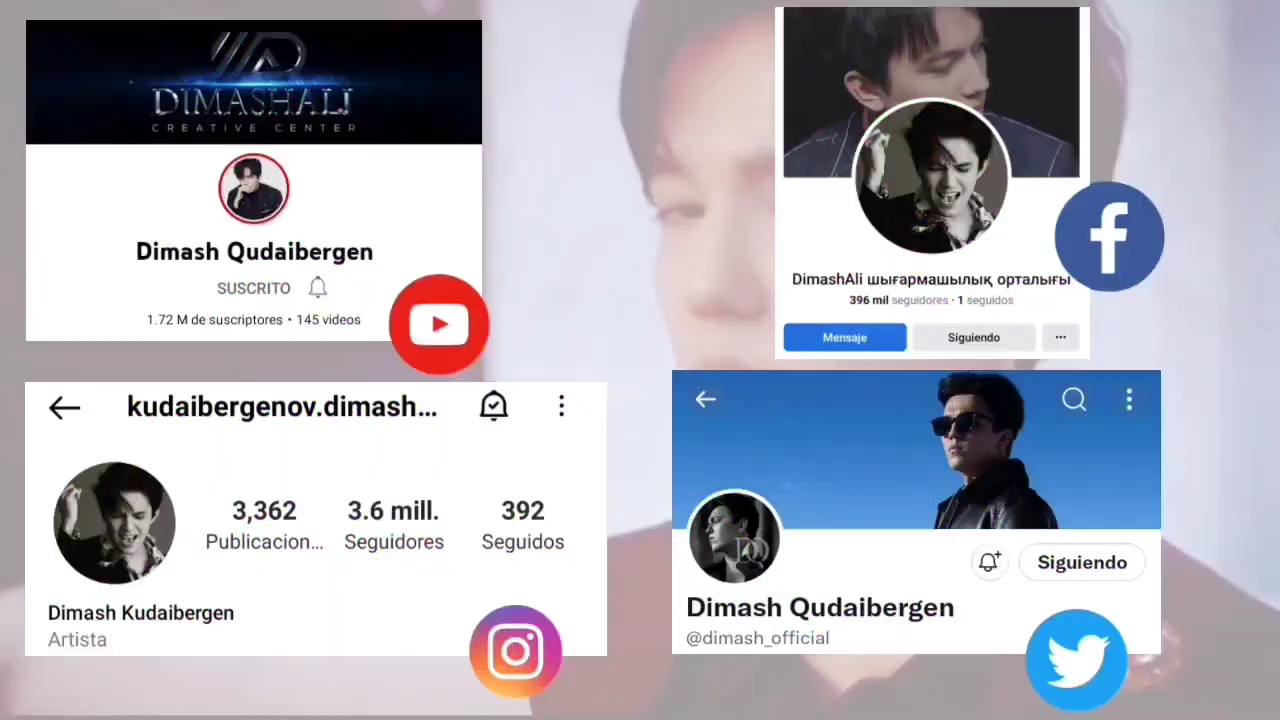 DIMASHALI
CREATIVE CENTER
Dimash Qudaibergen
SUSCRITO
1.72 M de suscriptores • 145 videos
DimashAli шығармашылық орталығы
396 mil seguidores · 1 seguidos
Mensaje
Siguiendo
kudaibergenov.dimash...
3,362
3.6 mill.
392
Publicacion...
Seguidores
Seguidos
Dimash Kudaibergen
Artista
DQ
Siguiendo
Dimash Qudaibergen
@dimash_official